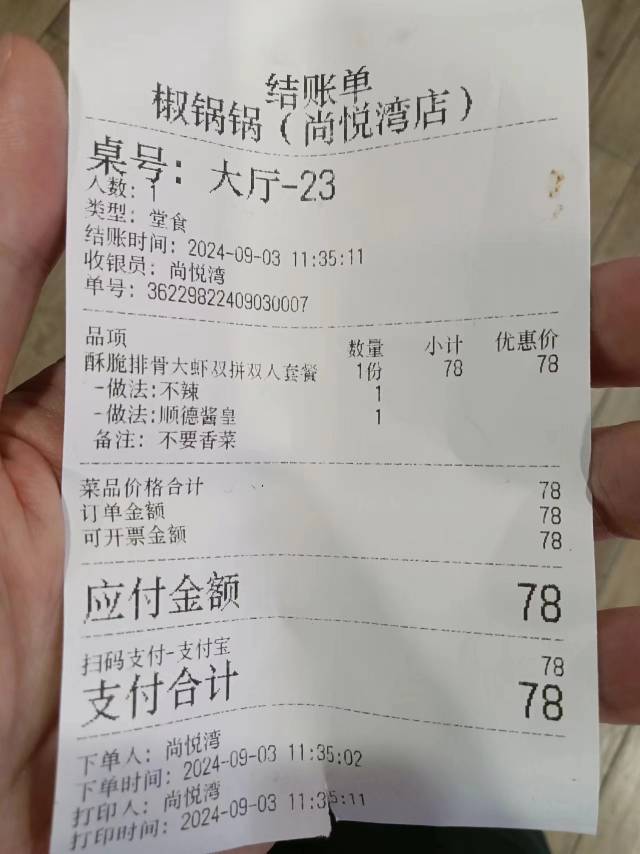 结账单
椒锅锅（尚悦湾店）
桌号：大厅-23
人数：1
类型：堂食
结账时间：2024-09-03 11:35:11
收银员：尚悦湾
单号：36229822409030007
品项 数量 小计 优惠价
酥脆排骨大虾双拼双人套餐 1份 78 78
-做法:不辣 1
-做法:顺德酱皇 1
备注：不要香菜
菜品价格合计 78
订单金额 78
可开票金额 78
应付金额 78
扫码支付-支付宝 78
支付合计 78
下单人：尚悦湾
下单时间：2024-09-03 11:35:02
打印人：尚悦湾
打印时间：2024-09-03 11:35:11